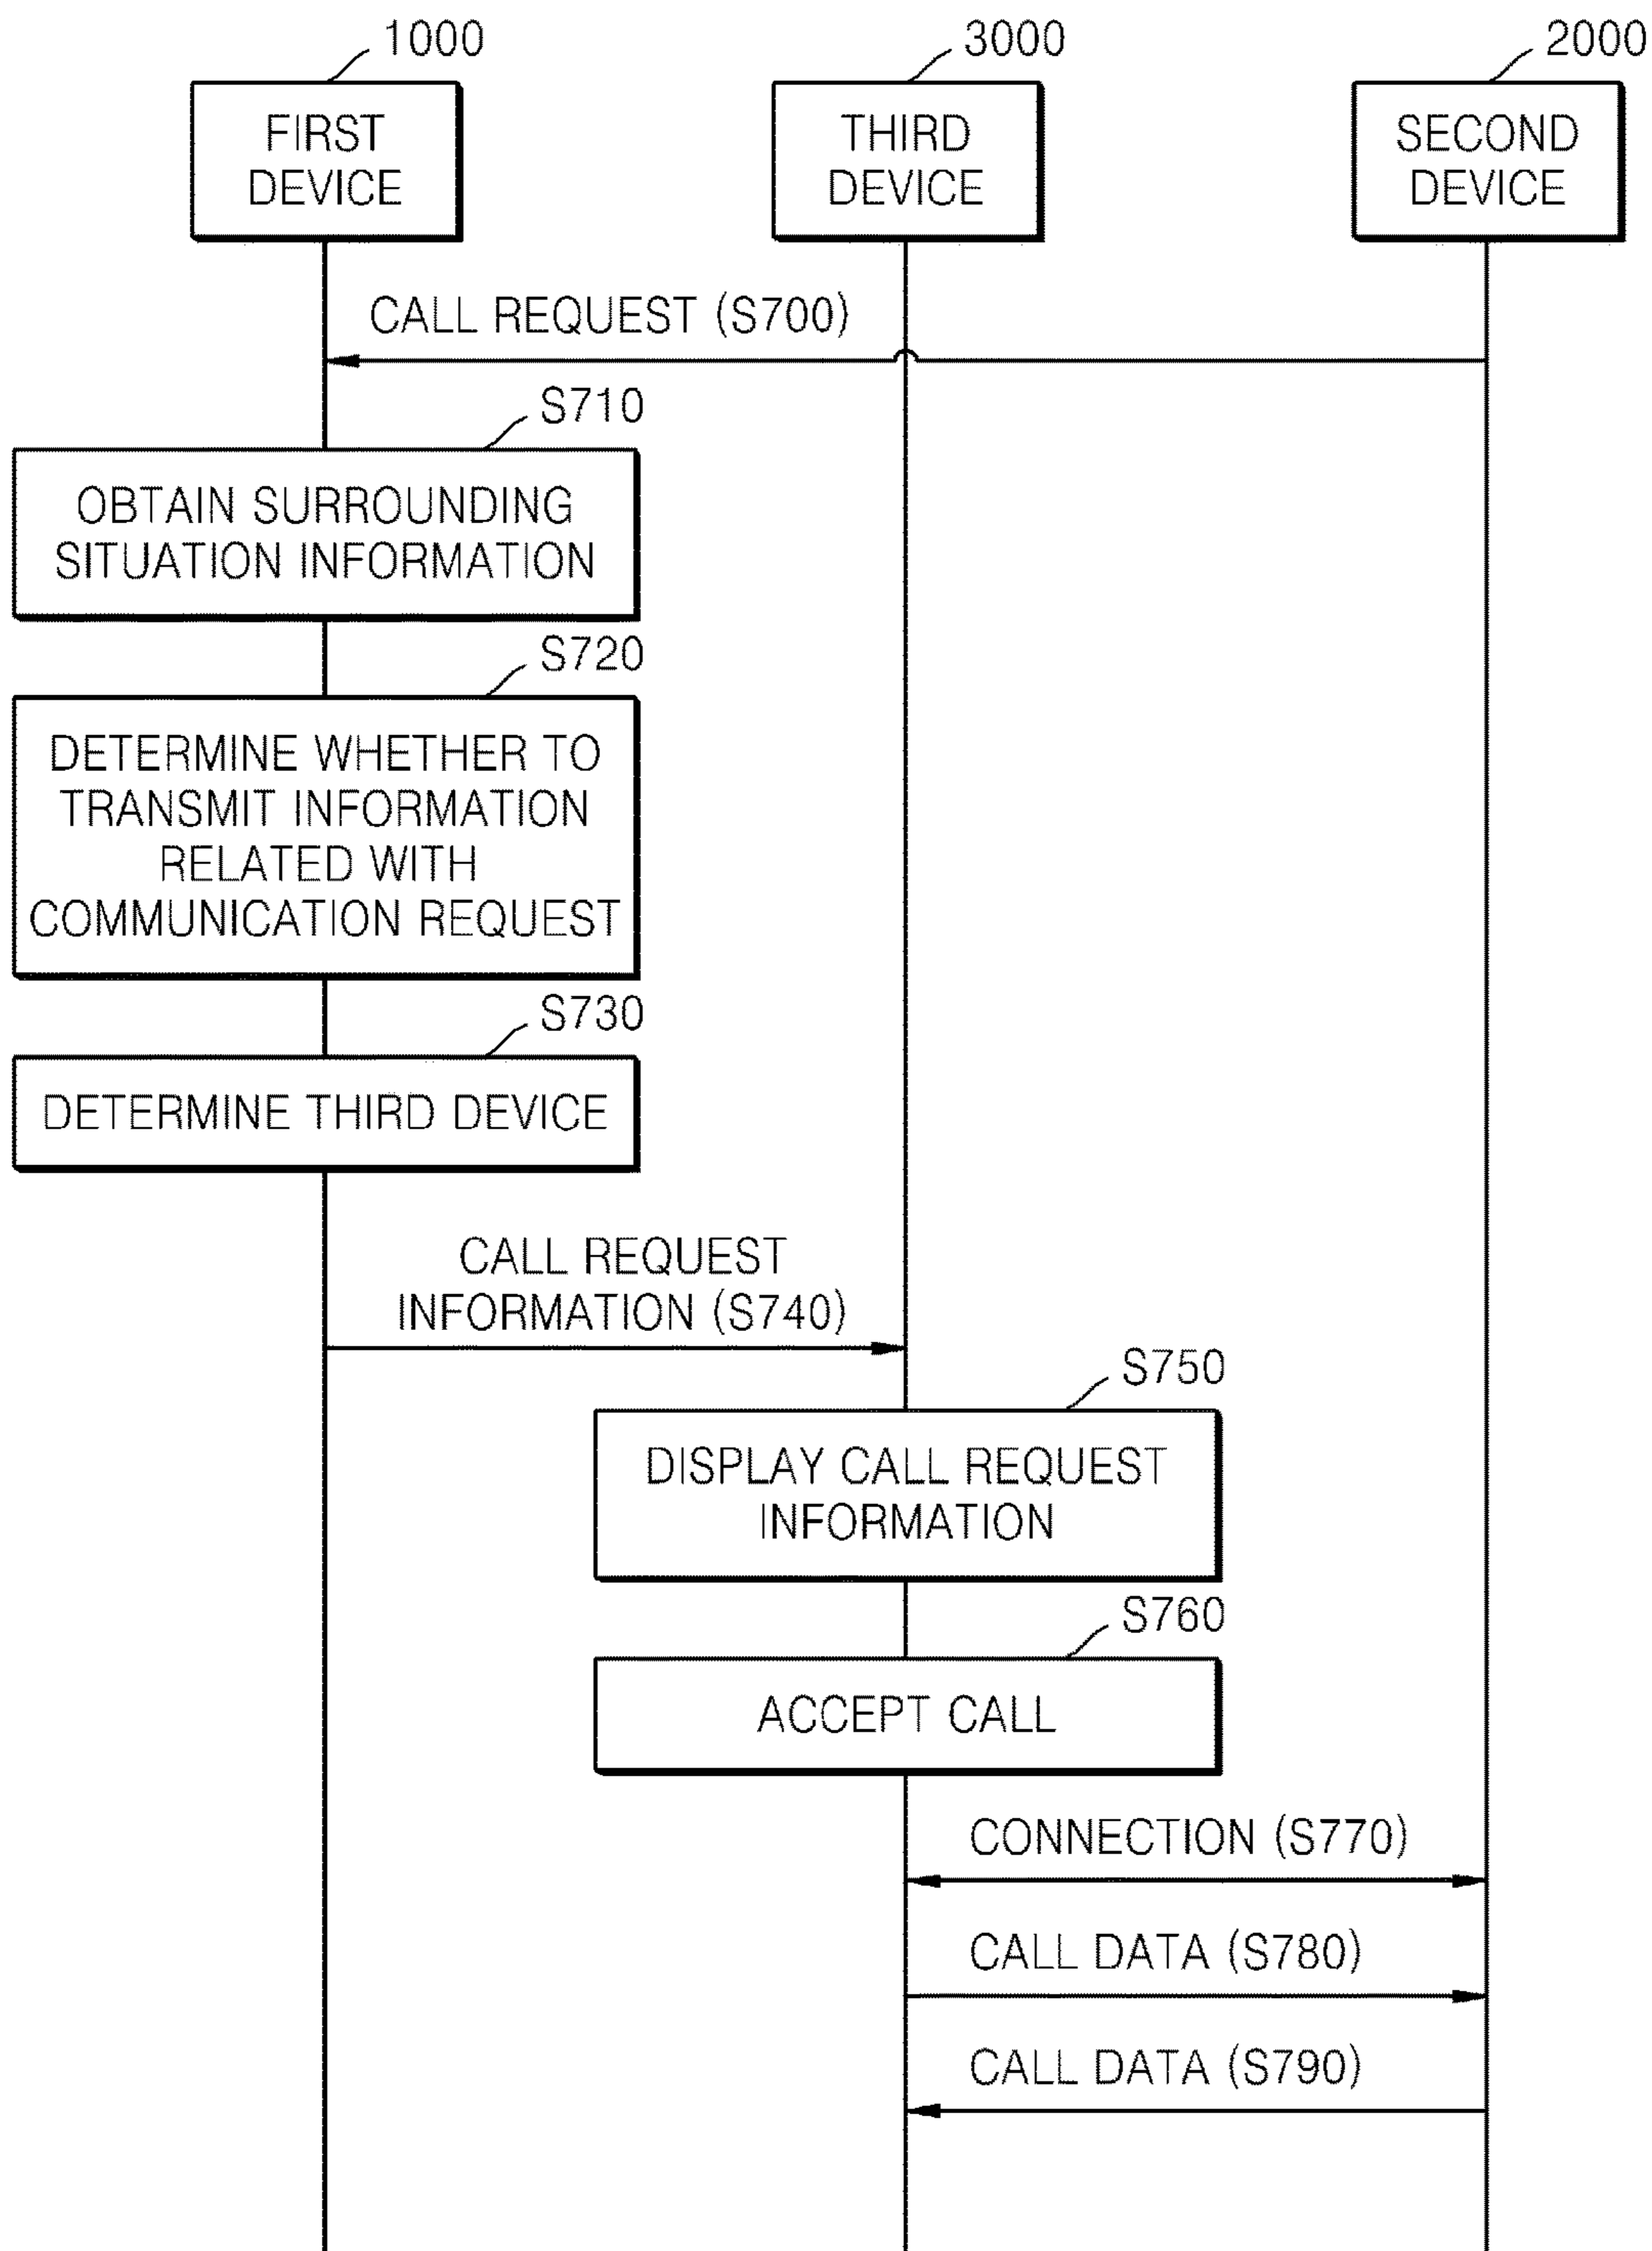 1000
3000
2000
FIRST
DEVICE
THIRD
DEVICE
SECOND
DEVICE
CALL REQUEST (S700)
S710
OBTAIN SURROUNDING
SITUATION INFORMATION
S720
DETERMINE WHETHER TO
TRANSMIT INFORMATION
RELATED WITH
COMMUNICATION REQUEST
S730
DETERMINE THIRD DEVICE
CALL REQUEST
INFORMATION (S740)
S750
DISPLAY CALL REQUEST
INFORMATION
S760
ACCEPT CALL
CONNECTION (S770)
CALL DATA (S780)
CALL DATA (S790)